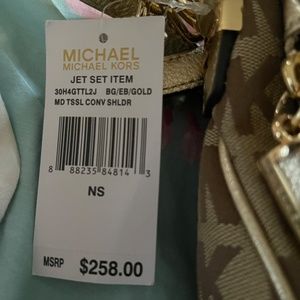 MICHAEL
MICHAEL KORS
JET SET ITEM
30H4GTTL2J BG/EB/GOLD
MD TSSL CONV SHLDR
8 88235 84814 3
NS
MSRP $258.00